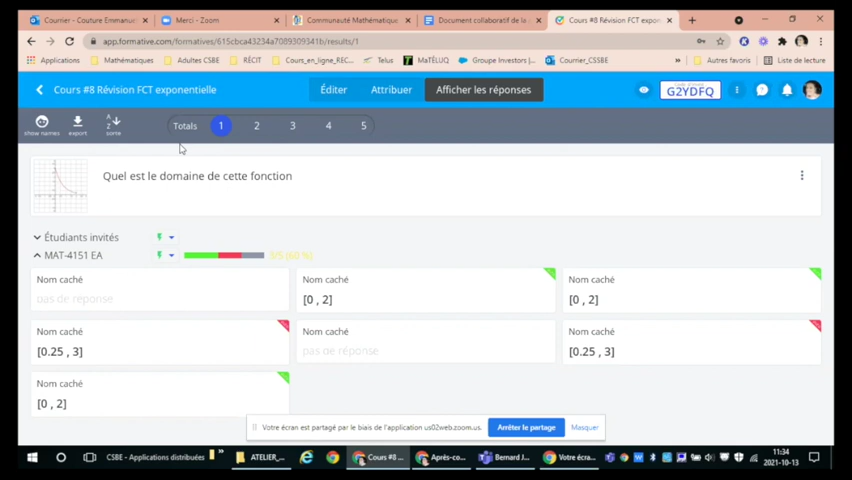 Courrier - Couture Emmanuc
Merci - Zoom
Communauté Mathématique
Document collaboratif de la
Cours #8 Révision FCT expon
app.formative.com/formatives/615cbca43234a7089309341b/results/1
Applications
Mathématiques
Adultes CSBE
RÉCIT
Cours_en_ligne_REC...
Telus
MaTÉLUQ
Groupe Investors J...
Courrier_CSSBE
Autres favoris
Liste de lecture
Cours #8 Révision FCT exponentielle
Éditer
Attribuer
Afficher les réponses
G2YDFQ
show names
export
sorte
Totals
1
2
3
4
5
Quel est le domaine de cette fonction
Étudiants invités
MAT-4151 EA
3/5 (60 %)
Nom caché
pas de reponse
Nom caché
[0 , 2]
Nom caché
[0 , 2]
Nom caché
[0.25 , 3]
Nom caché
pas de réponse
Nom caché
[0.25 , 3]
Nom caché
[0 , 2]
Votre écran est partagé par le biais de l'application us02web.zoom.us.
Arrêter le partage
Masquer
CSBE - Applications distribuées
ATELIER_...
Cours #8 ...
Après-co...
Bernard J...
Votre écra...
11:34
2021-10-13